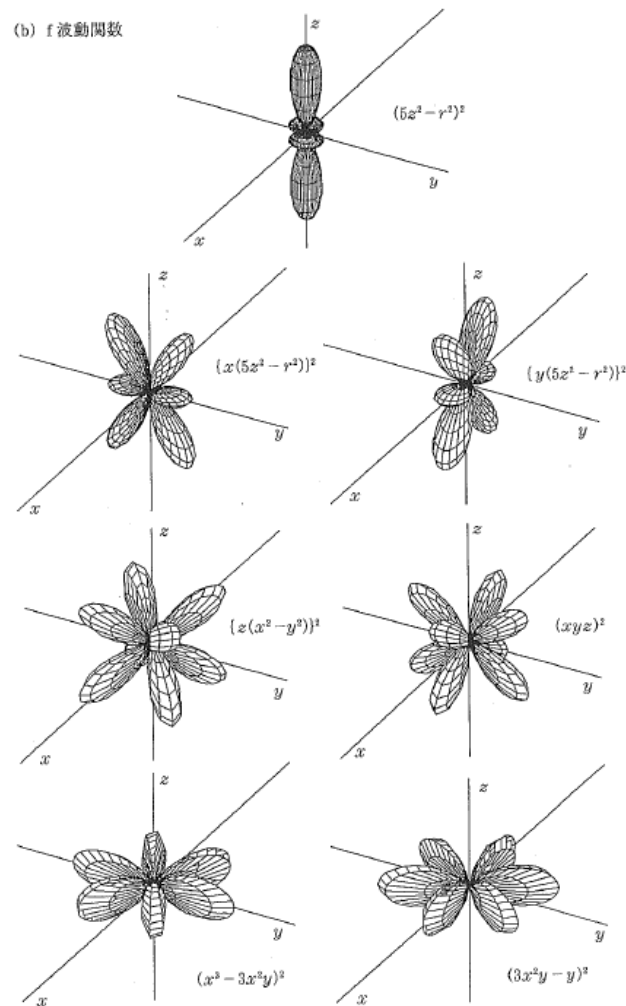 (b) f 波動関数
z
(5z² − r²)²
y
x
z
{x(5z² − r²)}²
y
x
z
{y(5z² − r²)}²
y
x
z
{z(x² − y²)}²
y
x
z
(xyz)²
y
x
z
y
x
(x³ − 3x²y)²
z
y
x
(3x²y − y)²